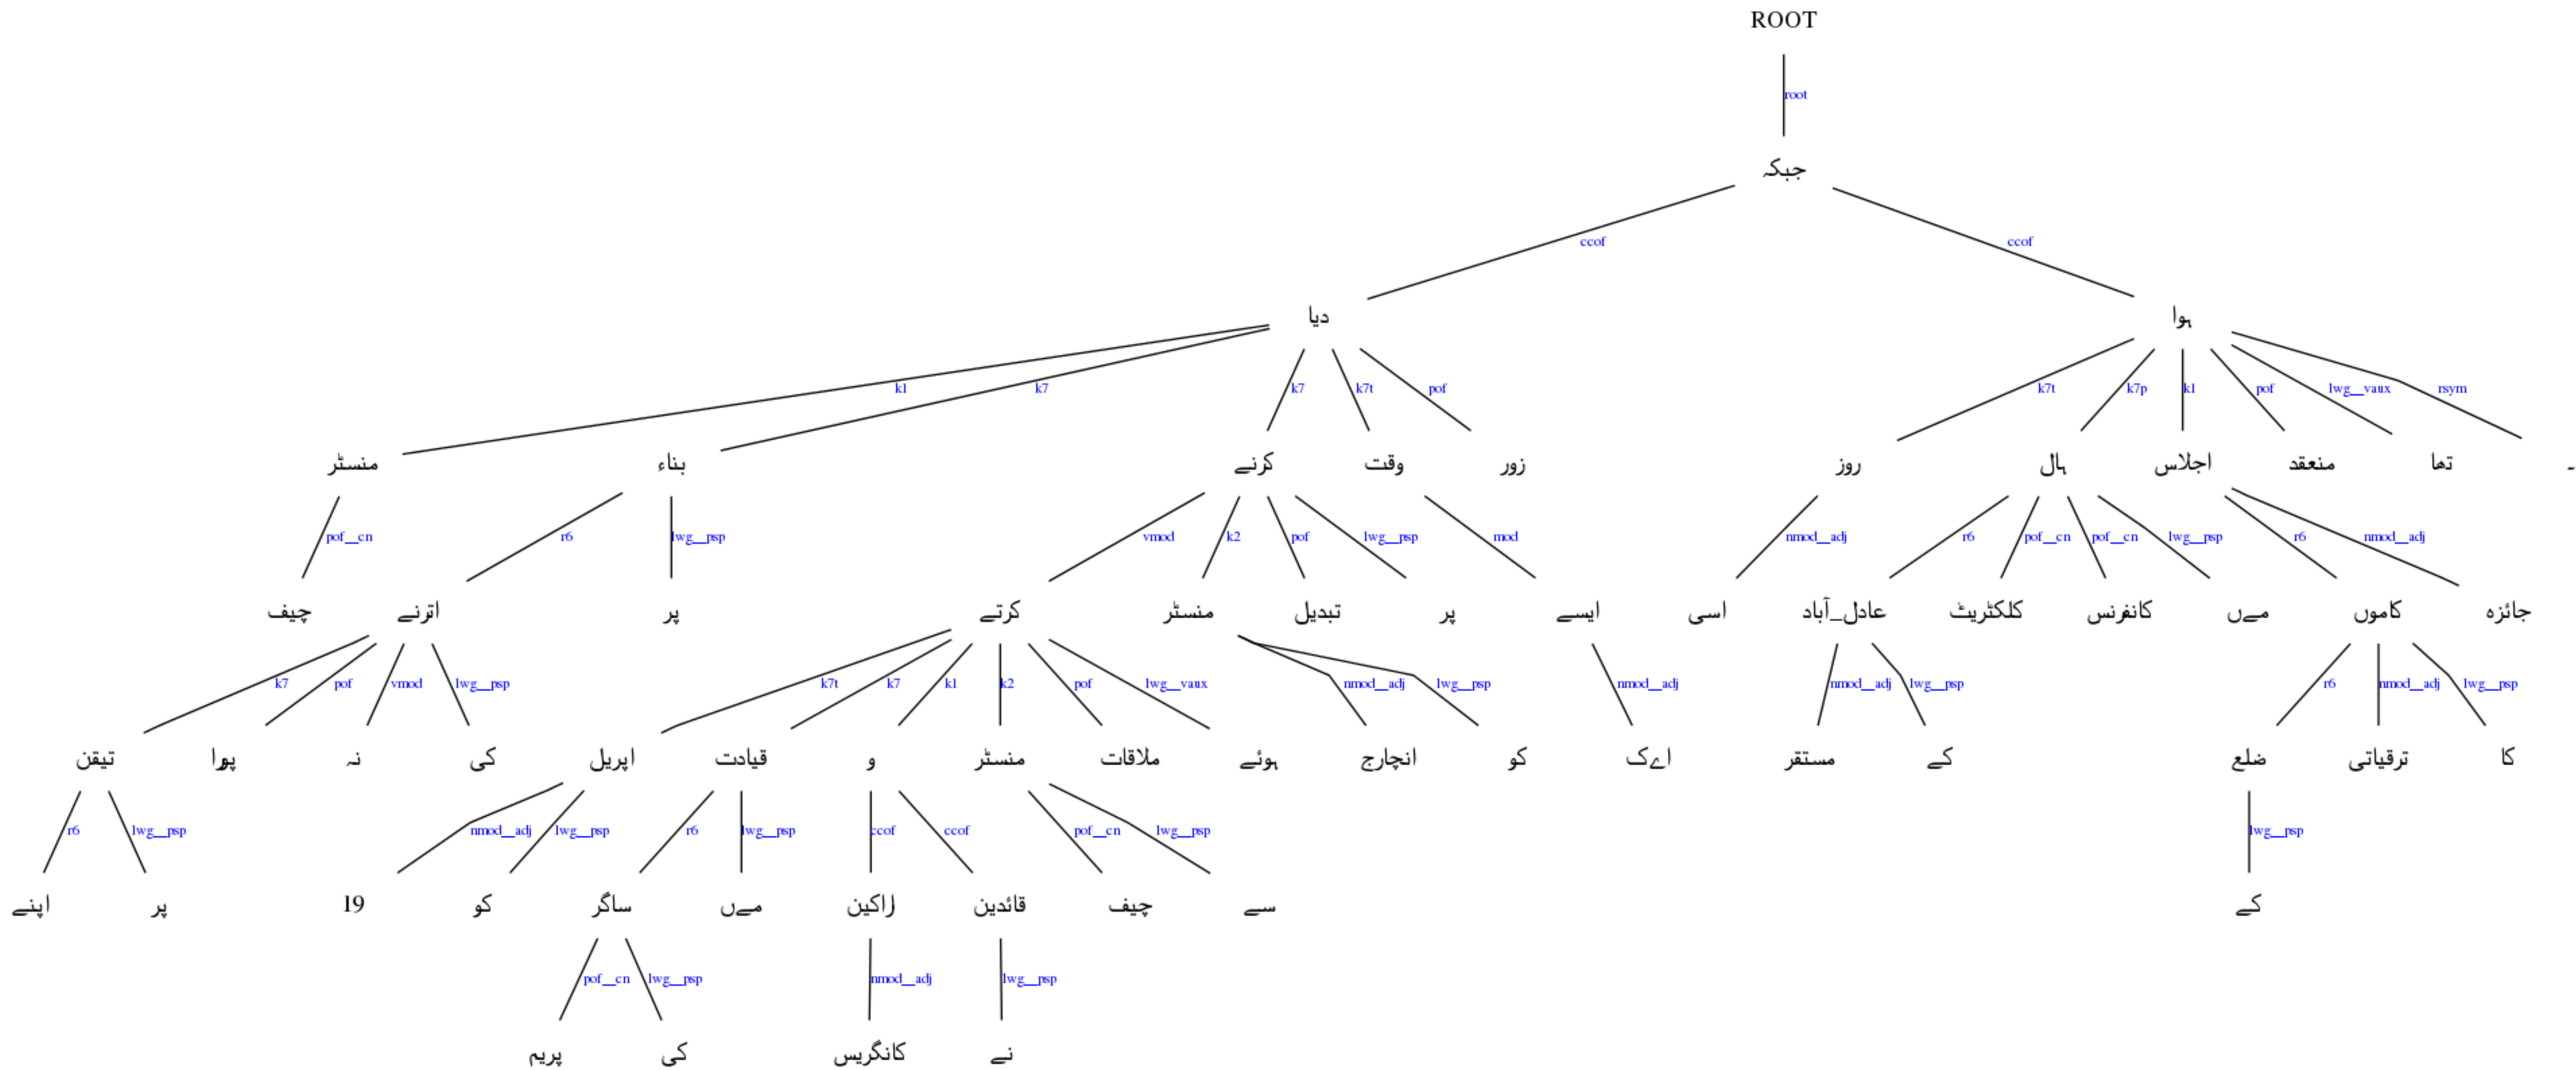 ROOT
root
جبکہ
ccof ccof
دیا ہوا
k1 k7 k7 k7t pof k7t k7p k1 pof lwg__vaux rsym
منسٹر بناء کرنے وقت زور روز ہال اجلاس منعقد تھا ۔
pof__cn r6 lwg__psp vmod k2 pof lwg__psp mod nmod__adj r6 pof__cn pof__cn lwg__psp r6 nmod__adj
چیف اترنے پر کرتے منسٹر تبدیل پر ایسے اسی عادل_آباد کلکٹریٹ کانفرنس مےں کاموں جائزہ
k7 pof vmod lwg__psp k7t k7 k1 k2 pof lwg__vaux nmod__adj lwg__psp nmod__adj nmod__adj lwg__psp r6 nmod__adj lwg__psp
تیقن پورا نہ کی اپریل قیادت و منسٹر ملاقات ہوئے انچارج کو اےک مستقر کے ضلع ترقیاتی کا
r6 lwg__psp nmod__adj lwg__psp r6 lwg__psp ccof ccof pof__cn lwg__psp lwg__psp
اپنے پر 19 کو ساگر مےں اراکین قائدین چیف سے کے
pof__cn lwg__psp nmod__adj lwg__psp
پریم کی کانگریس نے